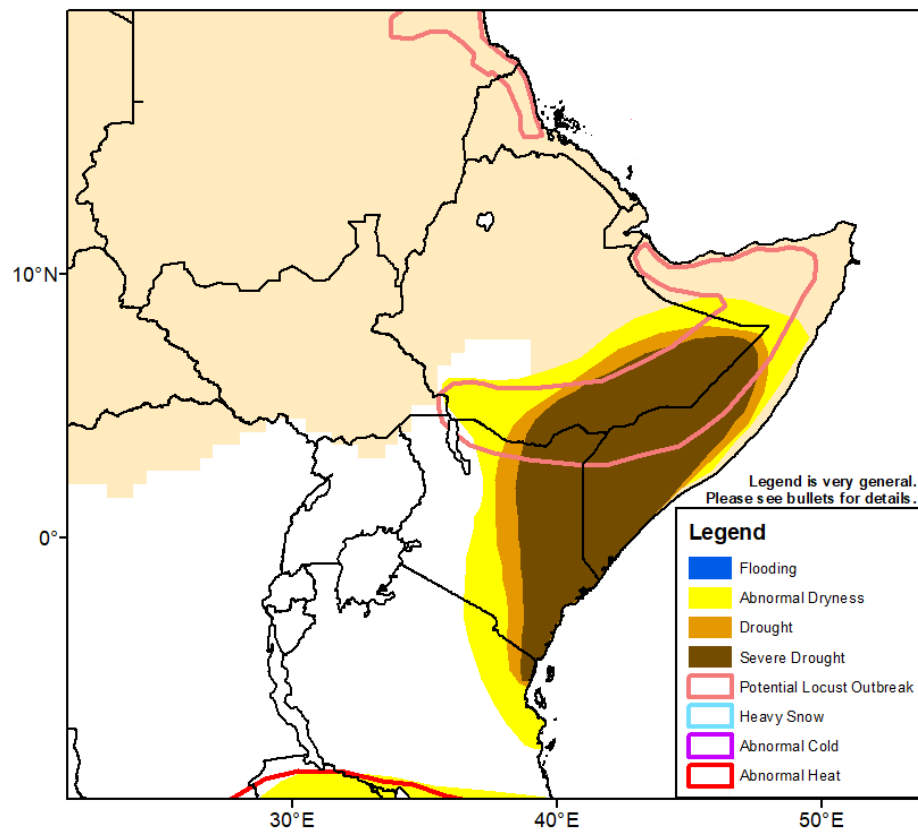 10°N
0°
Legend is very general.
Please see bullets for details.
Legend
Flooding
Abnormal Dryness
Drought
Severe Drought
Potential Locust Outbreak
Heavy Snow
Abnormal Cold
Abnormal Heat
30°E
40°E
50°E